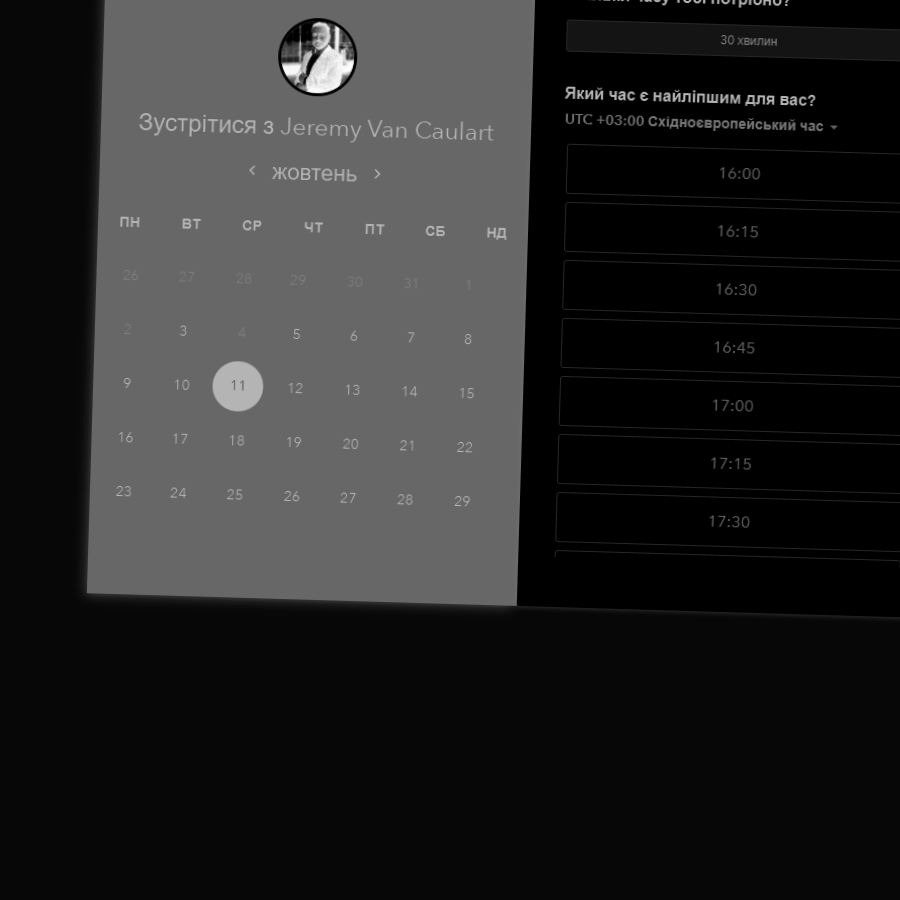 Зустрітися з Jeremy Van Caulart
‹ жовтень ›
ПН ВТ СР ЧТ ПТ СБ НД
26 27 28 29 30 31 1
2 3 4 5 6 7 8
9 10 11 12 13 14 15
16 17 18 19 20 21 22
23 24 25 26 27 28 29
часу тобі потрібно?
30 хвилин
Який час є найліпшим для вас?
UTC +03:00 Східноєвропейський час
16:00
16:15
16:30
16:45
17:00
17:15
17:30